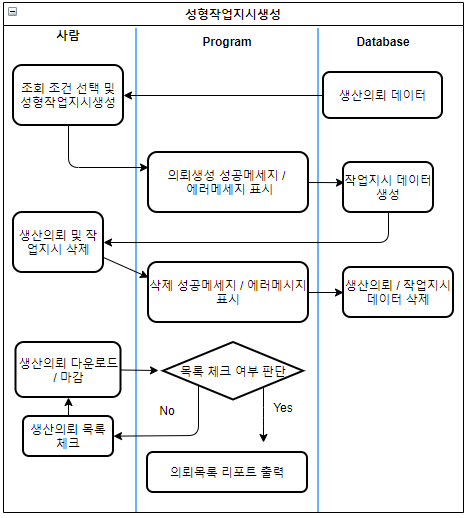 성형작업지시생성
사람
Program
Database
조회 조건 선택 및
성형작업지시생성
생산의뢰 데이터
의뢰생성 성공메세지 /
에러메세지 표시
작업지시 데이터
생성
생산의뢰 및 작
업지시 삭제
삭제 성공메세지 / 에러메시지
표시
생산의뢰 / 작업지시
데이터 삭제
생산의뢰 다운로드
/ 마감
목록 체크 여부 판단
No
Yes
생산의뢰 목록
체크
의뢰목록 리포트 출력